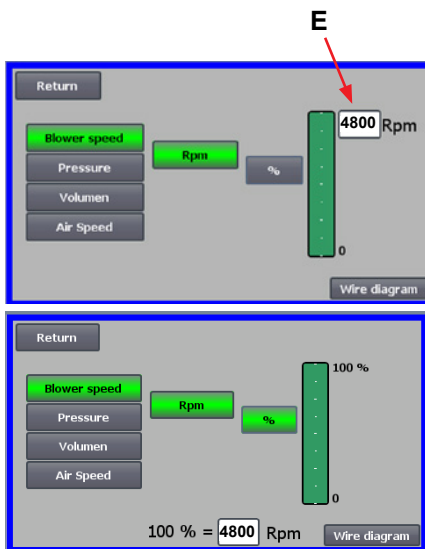 E
Return
4800 Rpm
Blower speed
Rpm
Pressure
%
Volumen
Air Speed
0
Wire diagram
Return
100 %
Blower speed
Rpm
Pressure
%
Volumen
Air Speed
0
100 % = 4800 Rpm
Wire diagram